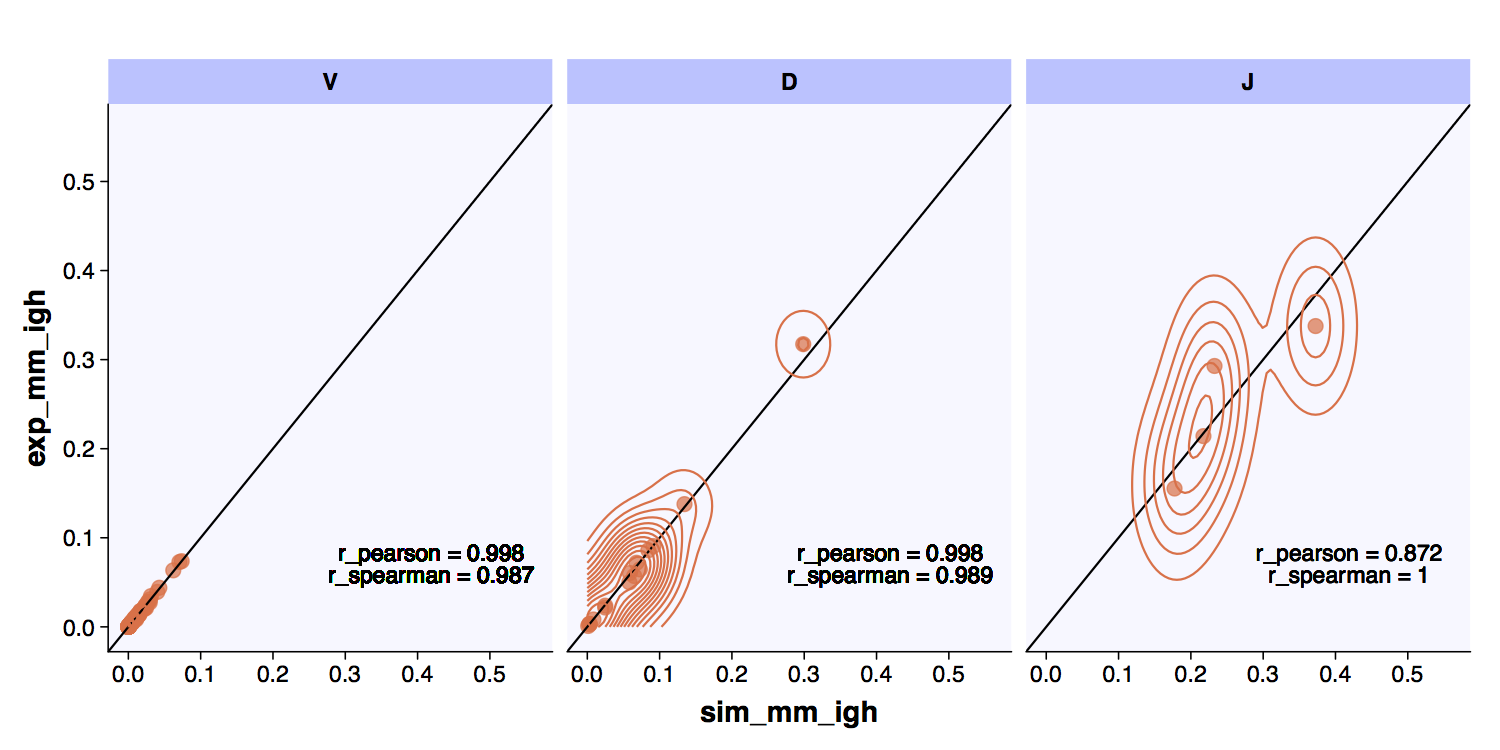 V
D
J
exp_mm_igh
0.5
0.4
0.3
0.2
0.1
0.0
r_pearson = 0.998
r_spearman = 0.987
r_pearson = 0.998
r_spearman = 0.989
r_pearson = 0.872
r_spearman = 1
0.0 0.1 0.2 0.3 0.4 0.5
0.0 0.1 0.2 0.3 0.4 0.5
0.0 0.1 0.2 0.3 0.4 0.5
sim_mm_igh